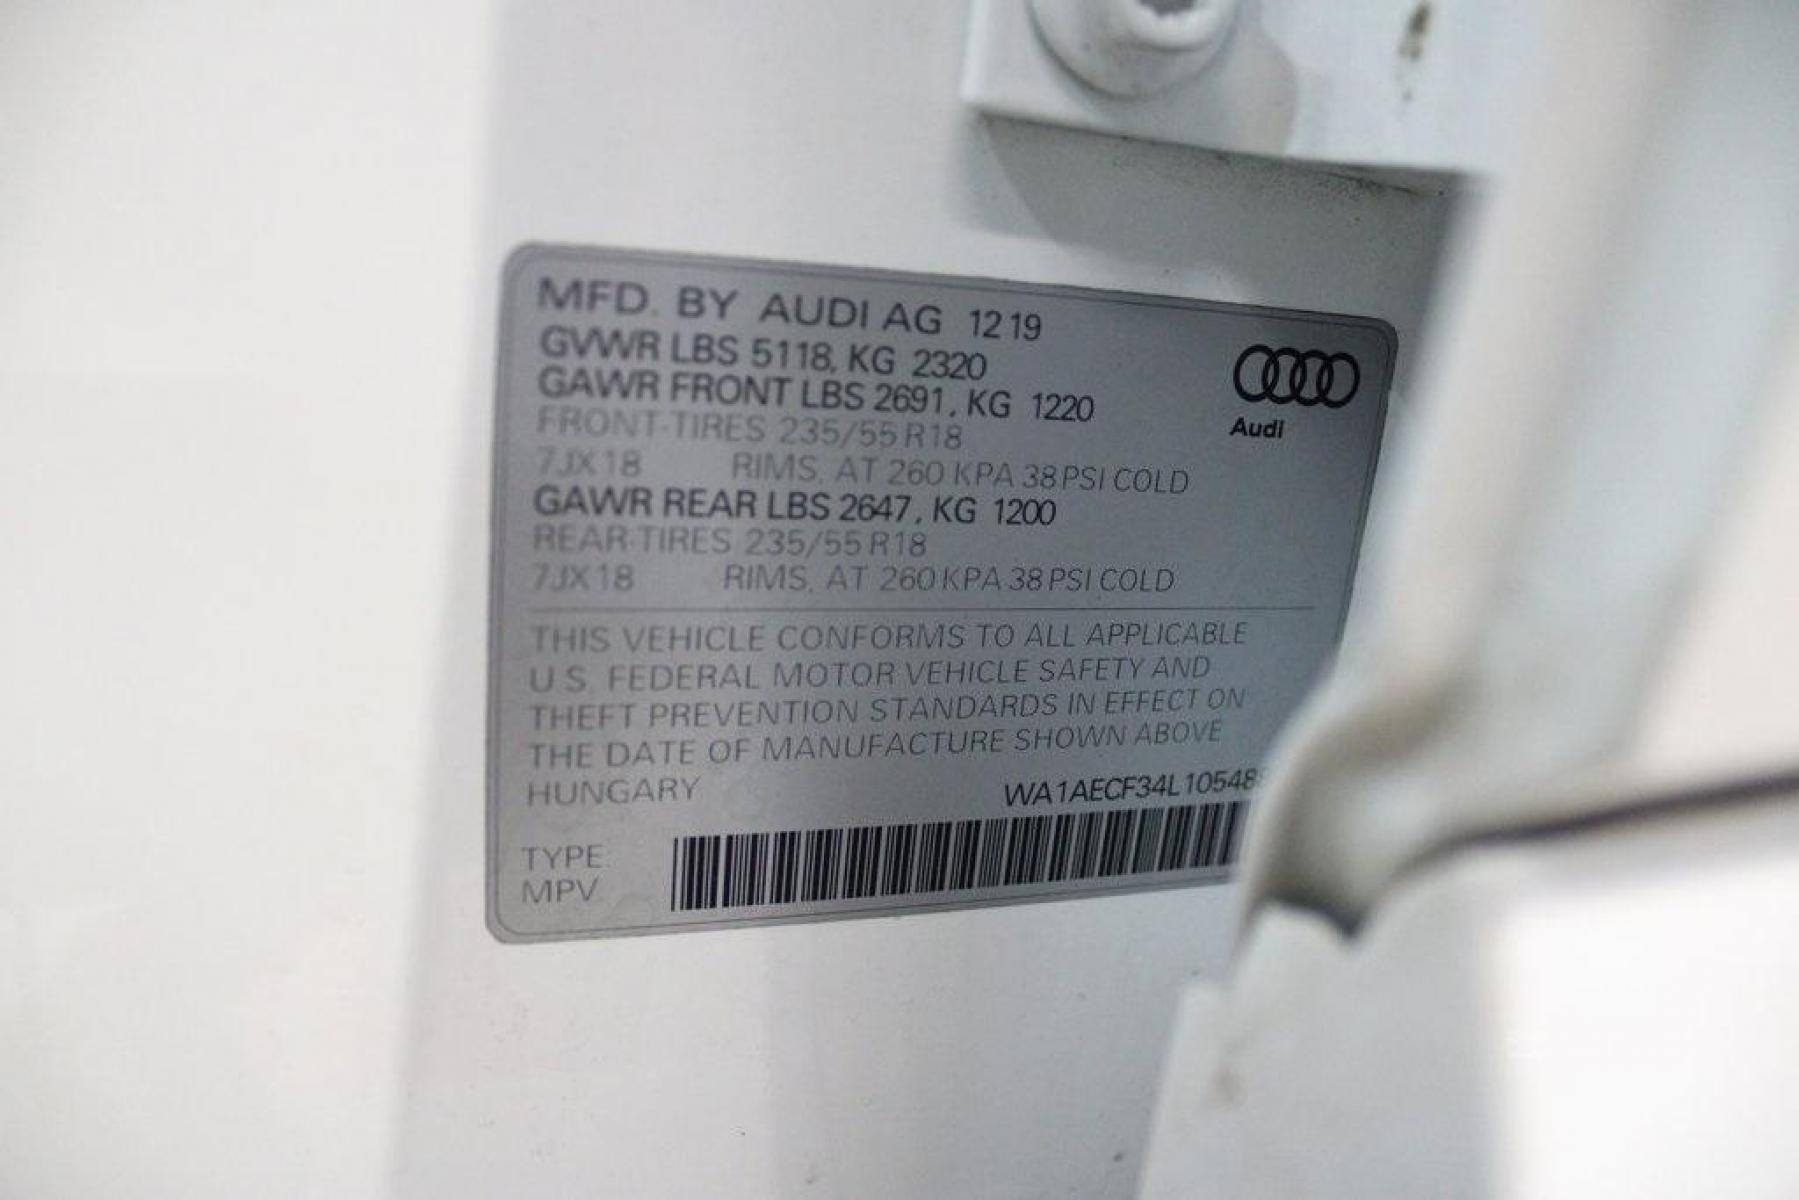 MFD. BY AUDI AG 12 19
GVWR LBS 5118, KG 2320
GAWR FRONT LBS 2691, KG 1220
FRONT-TIRES 235/55 R18
7JX18 RIMS, AT 260 KPA 38 PSI COLD
GAWR REAR LBS 2647, KG 1200
REAR-TIRES 235/55 R18
7JX18 RIMS, AT 260 KPA 38 PSI COLD
Audi
THIS VEHICLE CONFORMS TO ALL APPLICABLE
U.S. FEDERAL MOTOR VEHICLE SAFETY AND
THEFT PREVENTION STANDARDS IN EFFECT ON
THE DATE OF MANUFACTURE SHOWN ABOVE
HUNGARY
TYPE:
MPV